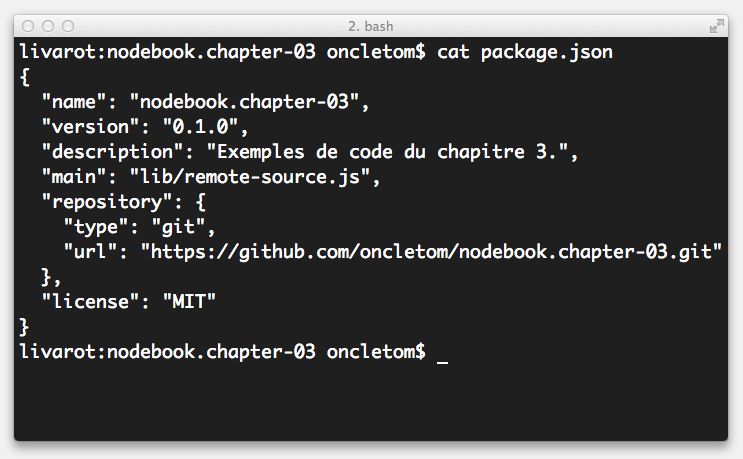 2. bash
livarot:nodebook.chapter-03 oncletom$ cat package.json
{
  "name": "nodebook.chapter-03",
  "version": "0.1.0",
  "description": "Exemples de code du chapitre 3.",
  "main": "lib/remote-source.js",
  "repository": {
    "type": "git",
    "url": "https://github.com/oncletom/nodebook.chapter-03.git"
  },
  "license": "MIT"
}
livarot:nodebook.chapter-03 oncletom$ _